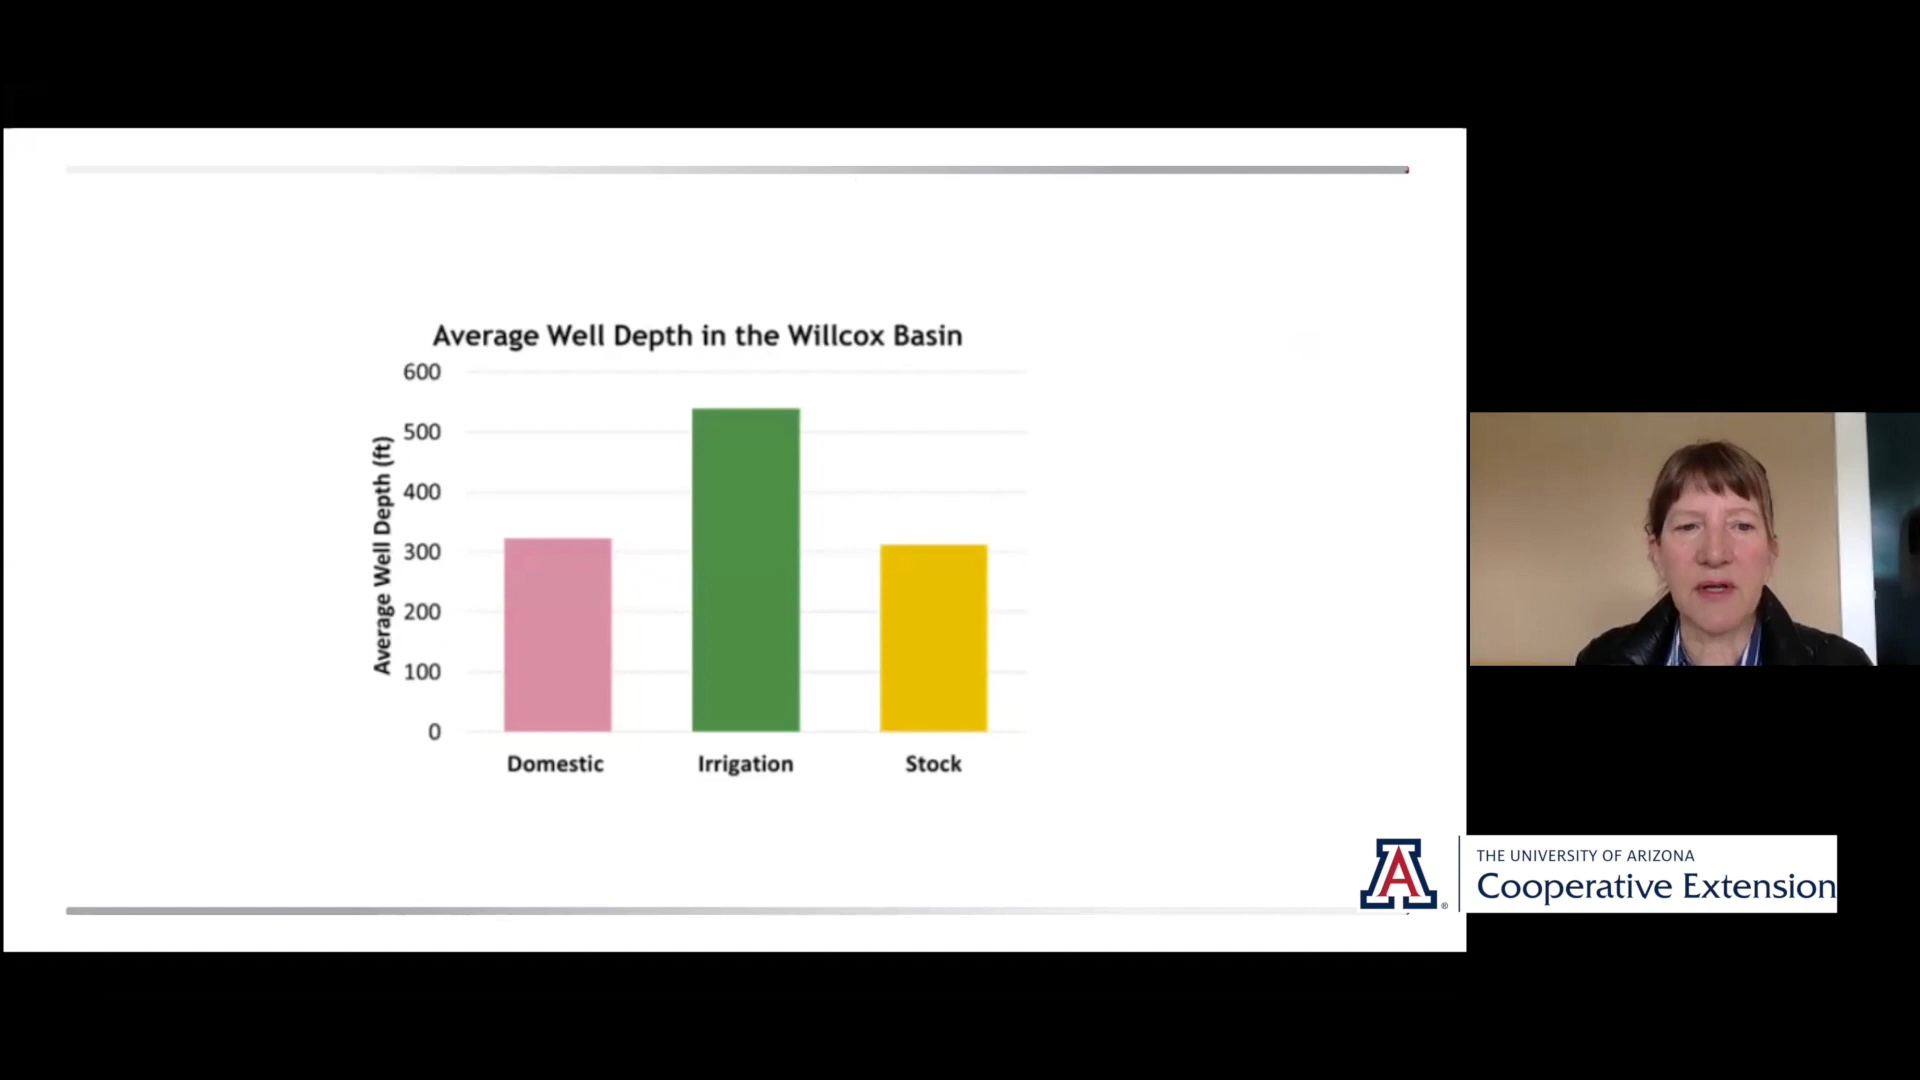 Average Well Depth in the Willcox Basin
Average Well Depth (ft)
600
500
400
300
200
100
0
Domestic Irrigation Stock
A ®
THE UNIVERSITY OF ARIZONA
Cooperative Extension